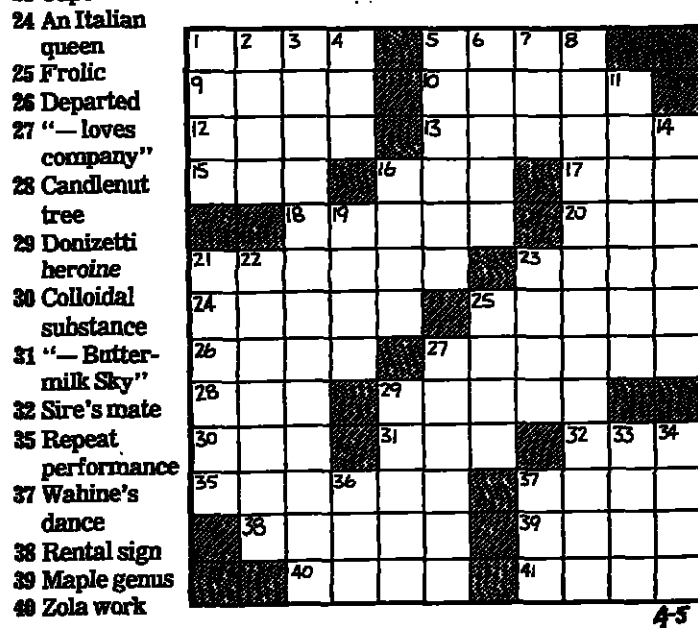 24 An Italian
queen
25 Frolic
26 Departed
27 “— loves
company”
28 Candlenut
tree
29 Donizetti
heroine
30 Colloidal
substance
31 “— Butter-
milk Sky”
32 Sire's mate
35 Repeat
performance
37 Wahine's
dance
38 Rental sign
39 Maple genus
40 Zola work
1 2 3 4 5 6 7 8
9 10 11
12 13 14
15 16 17
18 19 20
21 22 23
24 25
26 27
28 29
30 31 32 33 34
35 36 37
38 39
40 41
4-5